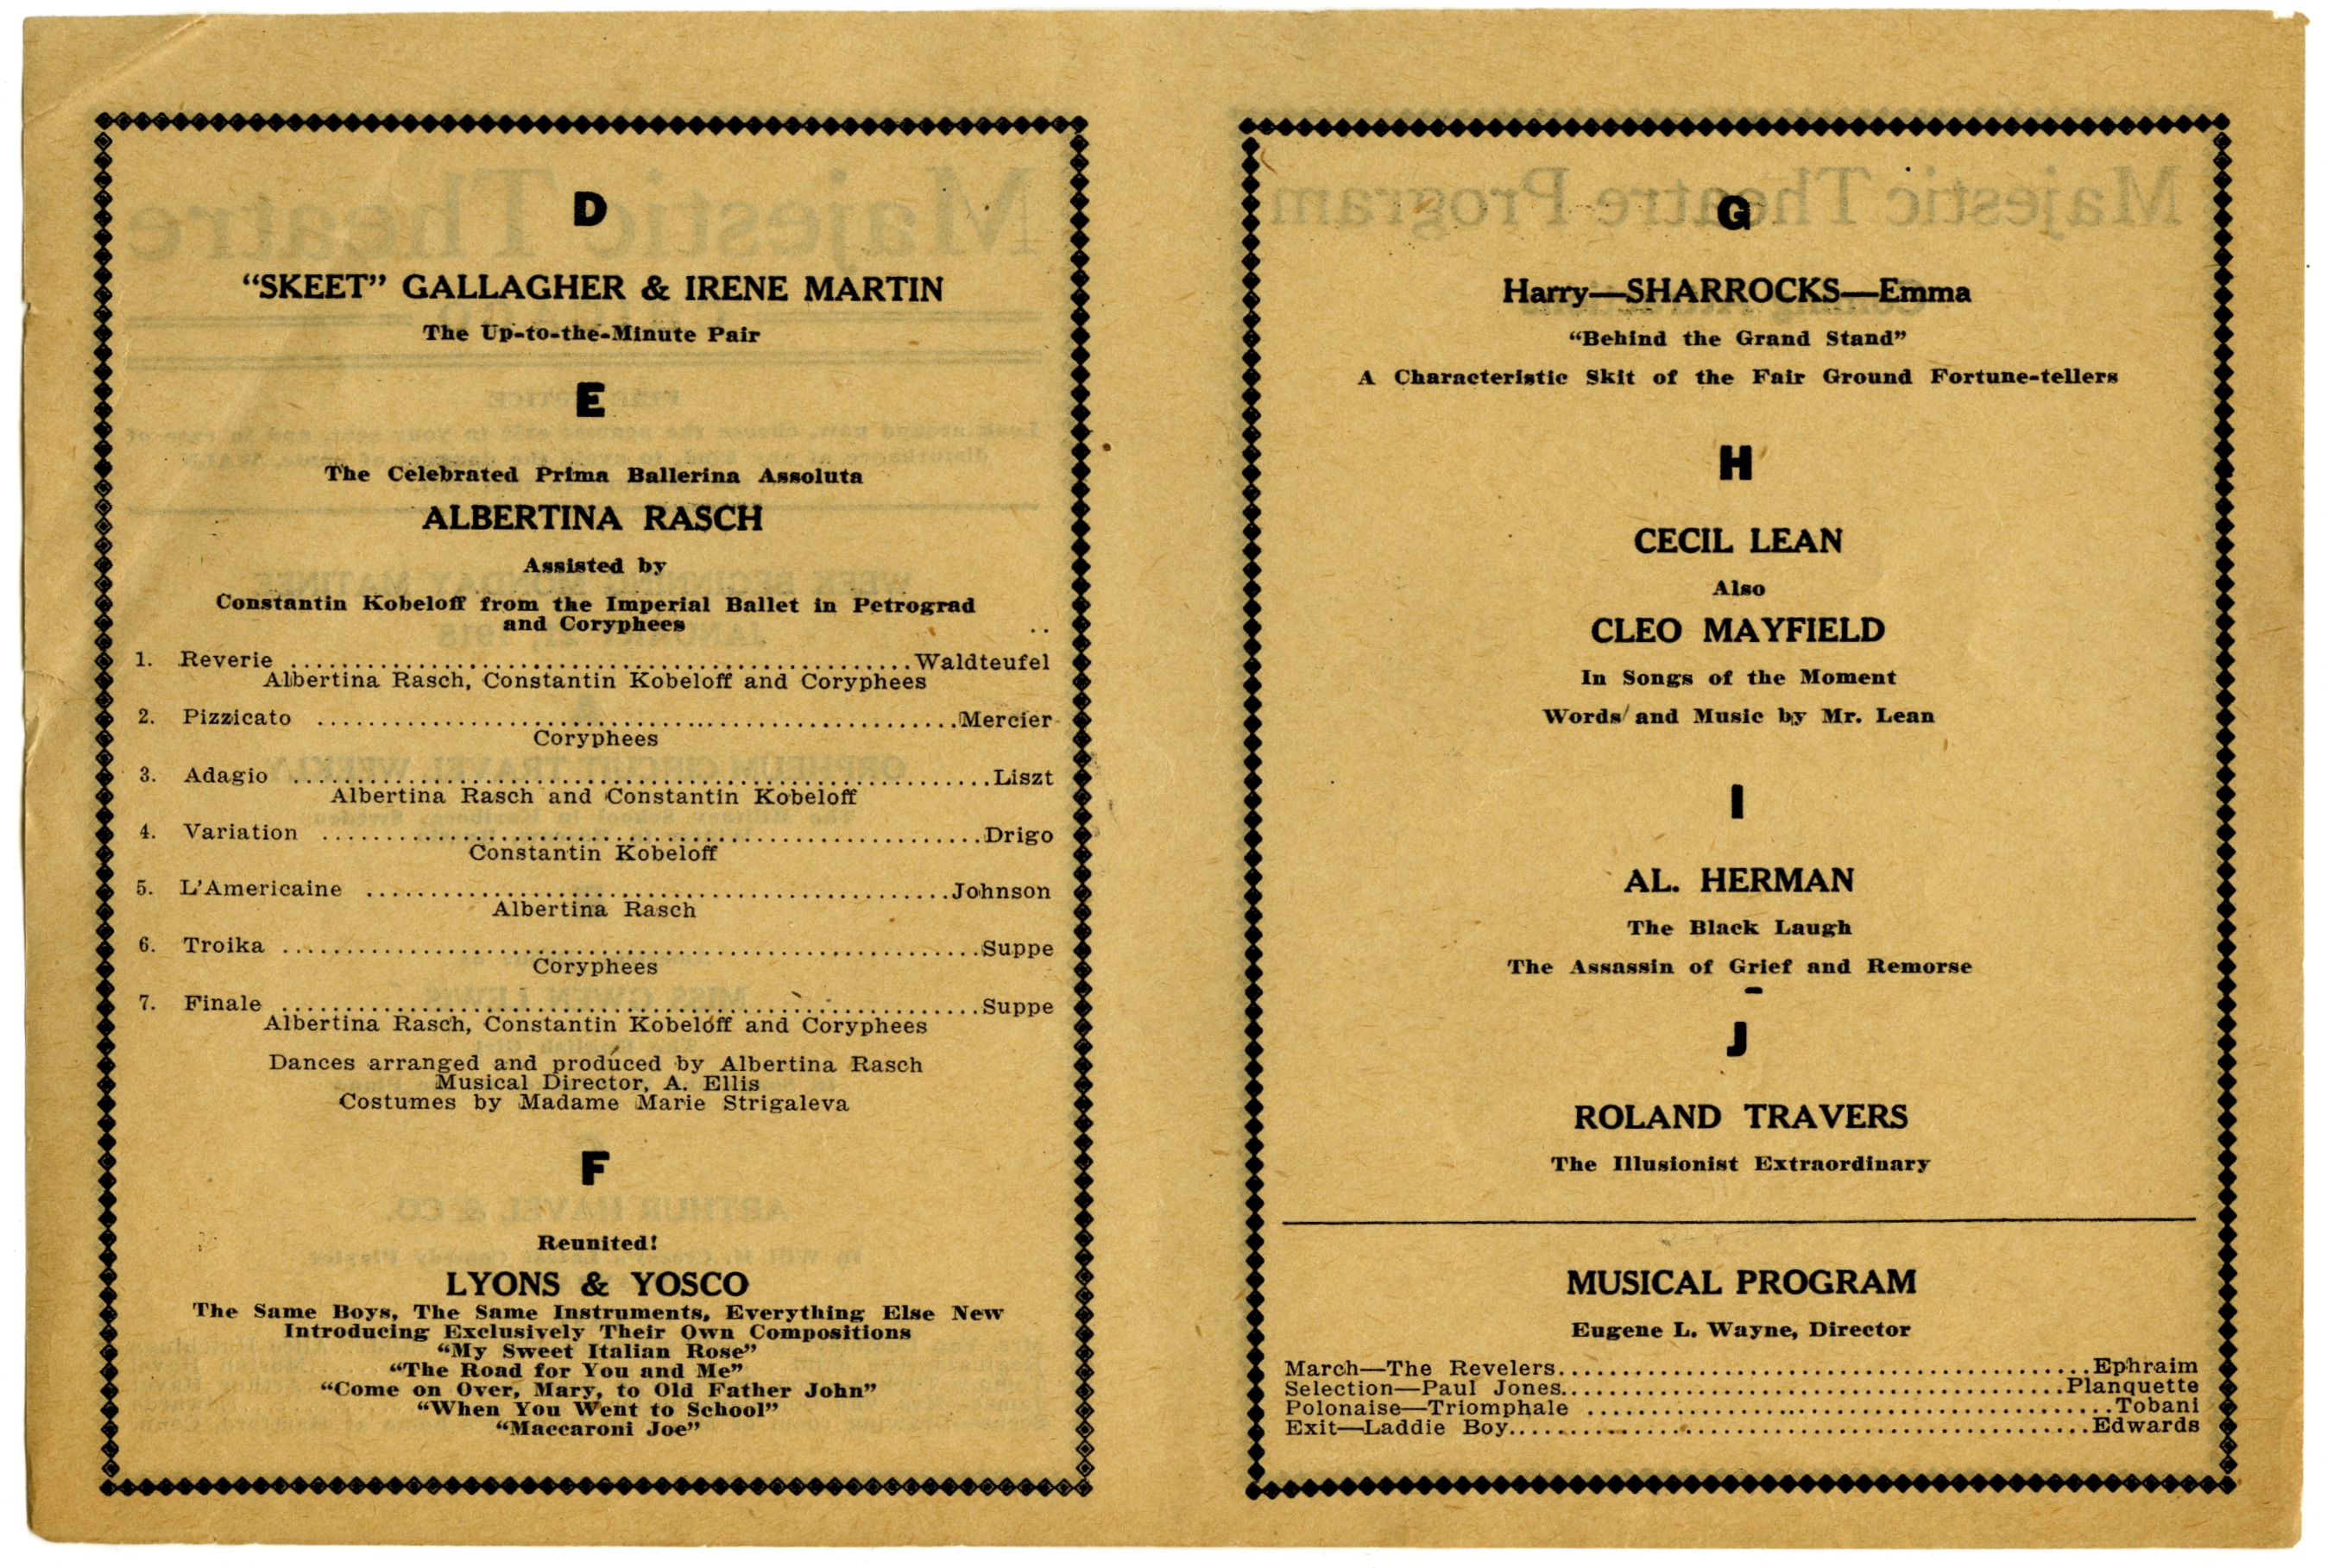 D
“SKEET” GALLAGHER & IRENE MARTIN
The Up-to-the-Minute Pair
E
The Celebrated Prima Ballerina Assoluta
ALBERTINA RASCH
Assisted by
Constantin Kobeloff from the Imperial Ballet in Petrograd
and Coryphees
1. Reverie ................................................Waldteufel
Albertina Rasch, Constantin Kobeloff and Coryphees
2. Pizzicato ..................................................Mercier
Coryphees
3. Adagio ......................................................Liszt
Albertina Rasch and Constantin Kobeloff
4. Variation ...................................................Drigo
Constantin Kobeloff
5. L’Americaine .............................................Johnson
Albertina Rasch
6. Troika ......................................................Suppe
Coryphees
7. Finale ......................................................Suppe
Albertina Rasch, Constantin Kobeloff and Coryphees
Dances arranged and produced by Albertina Rasch
Musical Director, A. Ellis
Costumes by Madame Marie Strigaleva
F
Reunited!
LYONS & YOSCO
The Same Boys, The Same Instruments, Everything Else New
Introducing Exclusively Their Own Compositions
“My Sweet Italian Rose”
“The Road for You and Me”
“Come on Over, Mary, to Old Father John”
“When You Went to School”
“Maccaroni Joe”
G
Harry—SHARROCKS—Emma
“Behind the Grand Stand”
A Characteristic Skit of the Fair Ground Fortune-tellers
H
CECIL LEAN
Also
CLEO MAYFIELD
In Songs of the Moment
Words and Music by Mr. Lean
I
AL. HERMAN
The Black Laugh
The Assassin of Grief and Remorse
J
ROLAND TRAVERS
The Illusionist Extraordinary
MUSICAL PROGRAM
Eugene L. Wayne, Director
March—The Revelers.........................................Ephraim
Selection—Paul Jones.......................................Planquette
Polonaise—Triomphale .........................................Tobani
Exit—Laddie Boy.............................................Edwards